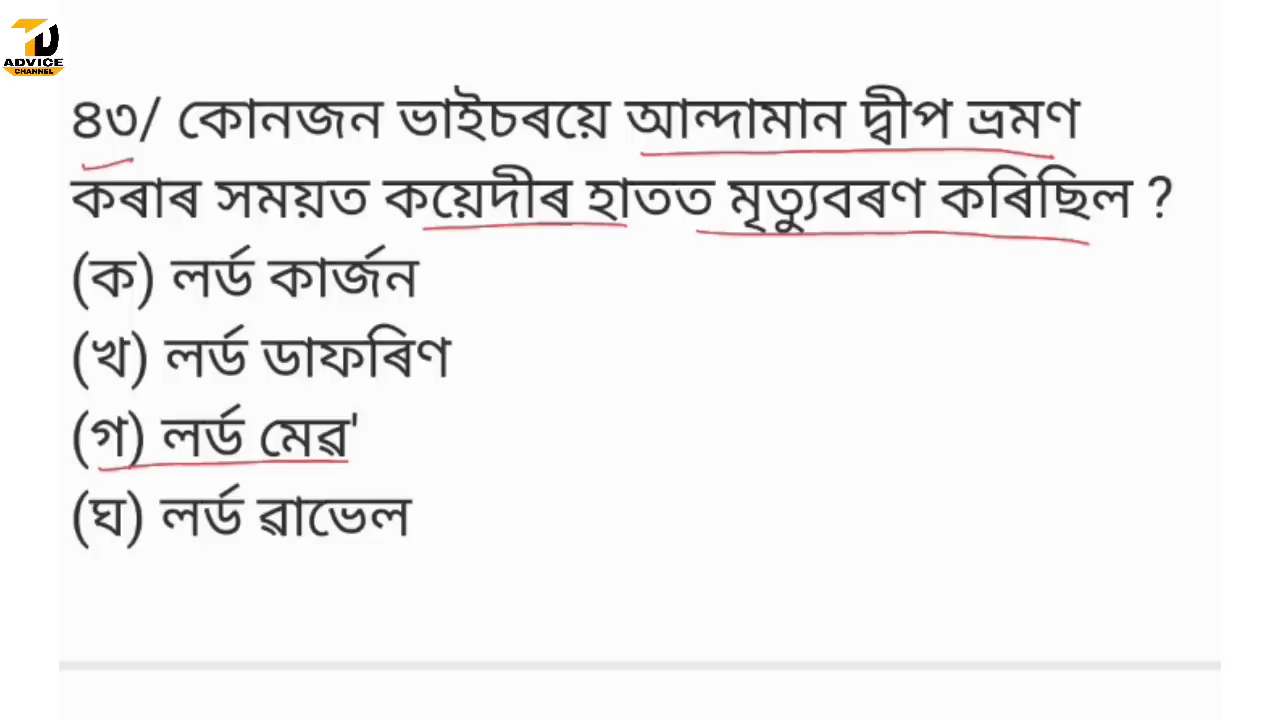 TD
ADVICE
CHANNEL
৪৩/ কোনজন ভাইচৰয়ে আন্দামান দ্বীপ ভ্ৰমণ
কৰাৰ সময়ত কয়েদীৰ হাতত মৃত্যুবৰণ কৰিছিল ?
(ক) লৰ্ড কাৰ্জন
(খ) লৰ্ড ডাফৰিণ
(গ) লৰ্ড মেৱ'
(ঘ) লৰ্ড ৱাভেল